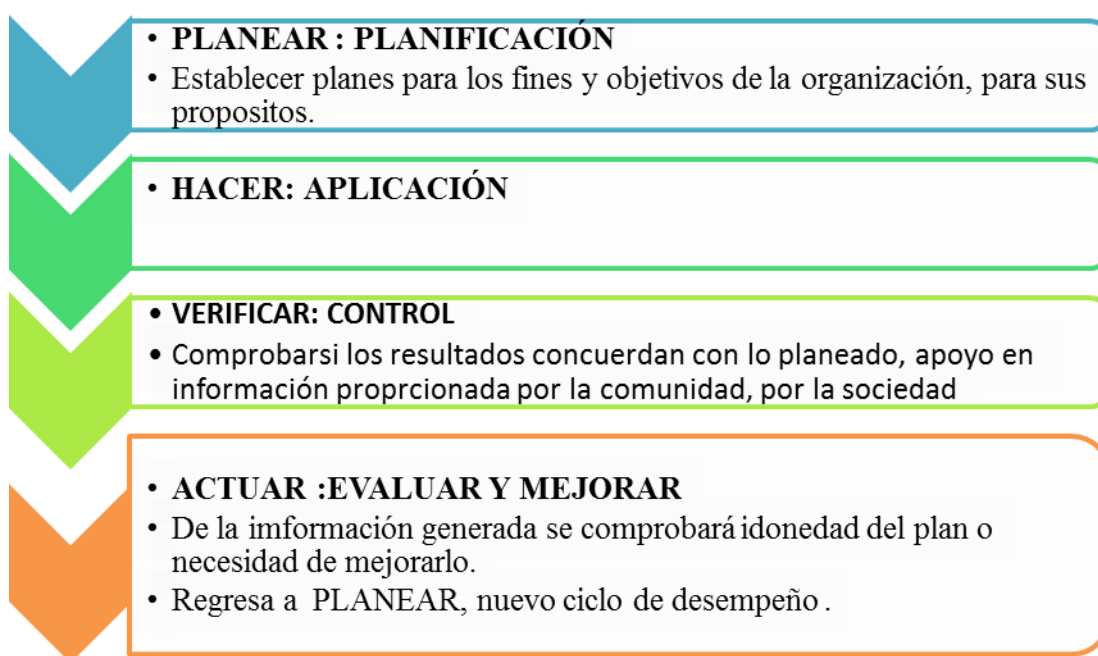 • PLANEAR : PLANIFICACIÓN
• Establecer planes para los fines y objetivos de la organización, para sus
propositos.
• HACER: APLICACIÓN
• VERIFICAR: CONTROL
• Comprobarsi los resultados concuerdan con lo planeado, apoyo en
información proprcionada por la comunidad, por la sociedad
• ACTUAR :EVALUAR Y MEJORAR
• De la imformación generada se comprobará idonedad del plan o
necesidad de mejorarlo.
• Regresa a PLANEAR, nuevo ciclo de desempeño .